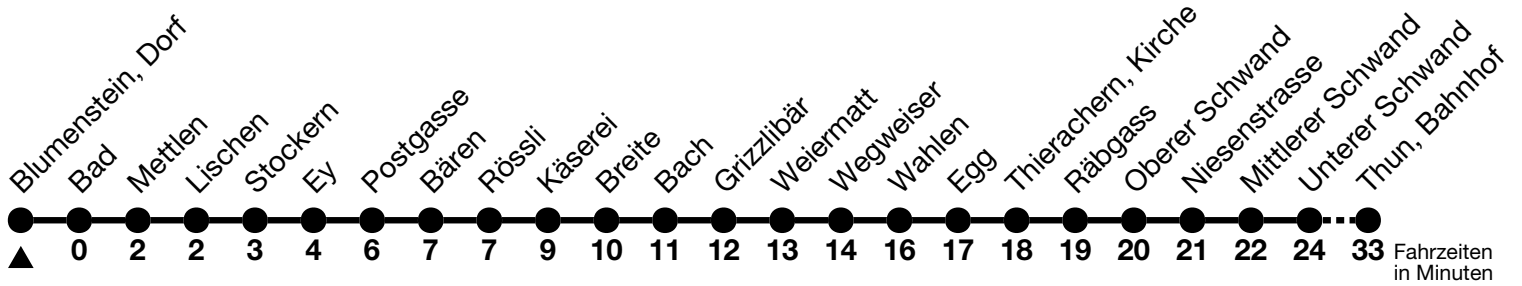 Blumenstein, Dorf
Bad
Mettlen
Lischen
Stockern
Ey
Postgasse
Bären
Rössli
Käserei
Breite
Bach
Grizzlibär
Weiermatt
Wegweiser
Wahlen
Egg
Thierachern, Kirche
Räbgass
Oberer Schwand
Niesenstrasse
Mittlerer Schwand
Unterer Schwand
Thun, Bahnhof
0 2 2 3 4 6 7 7 9 10 11 12 13 14 16 17 18 19 20 21 22 24 33
Fahrzeiten
in Minuten